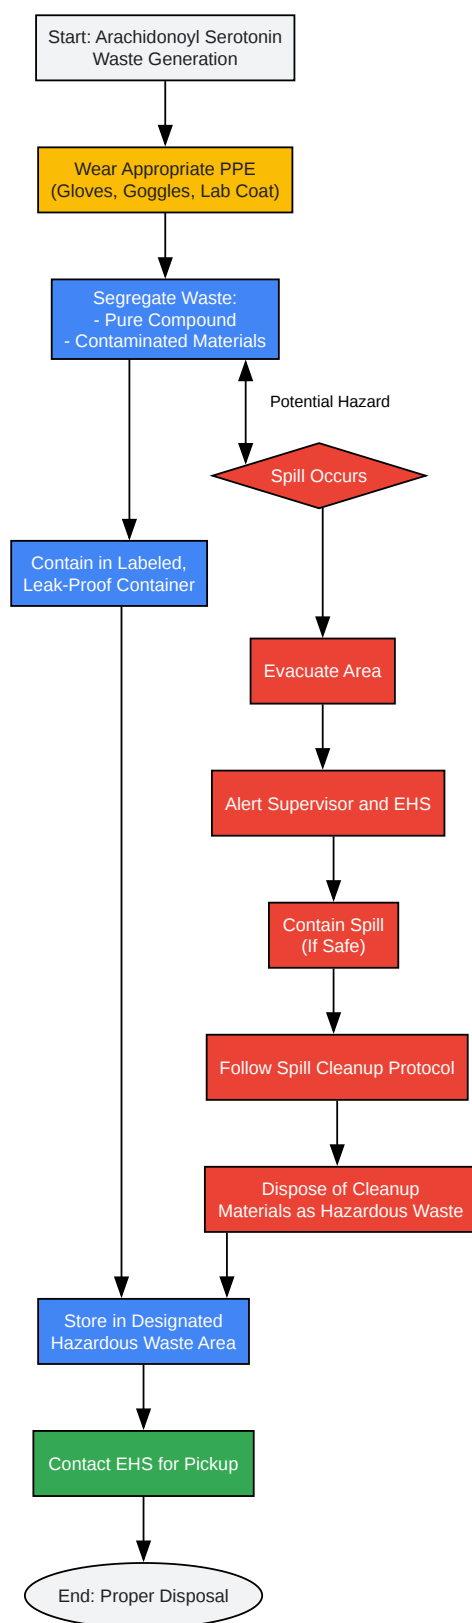 Start: Arachidonoyl Serotonin
Waste Generation
Wear Appropriate PPE
(Gloves, Goggles, Lab Coat)
Segregate Waste:
- Pure Compound
- Contaminated Materials
Potential Hazard
Spill Occurs
Contain in Labeled,
Leak-Proof Container
Evacuate Area
Alert Supervisor and EHS
Contain Spill
(If Safe)
Follow Spill Cleanup Protocol
Dispose of Cleanup
Materials as Hazardous Waste
Store in Designated
Hazardous Waste Area
Contact EHS for Pickup
End: Proper Disposal